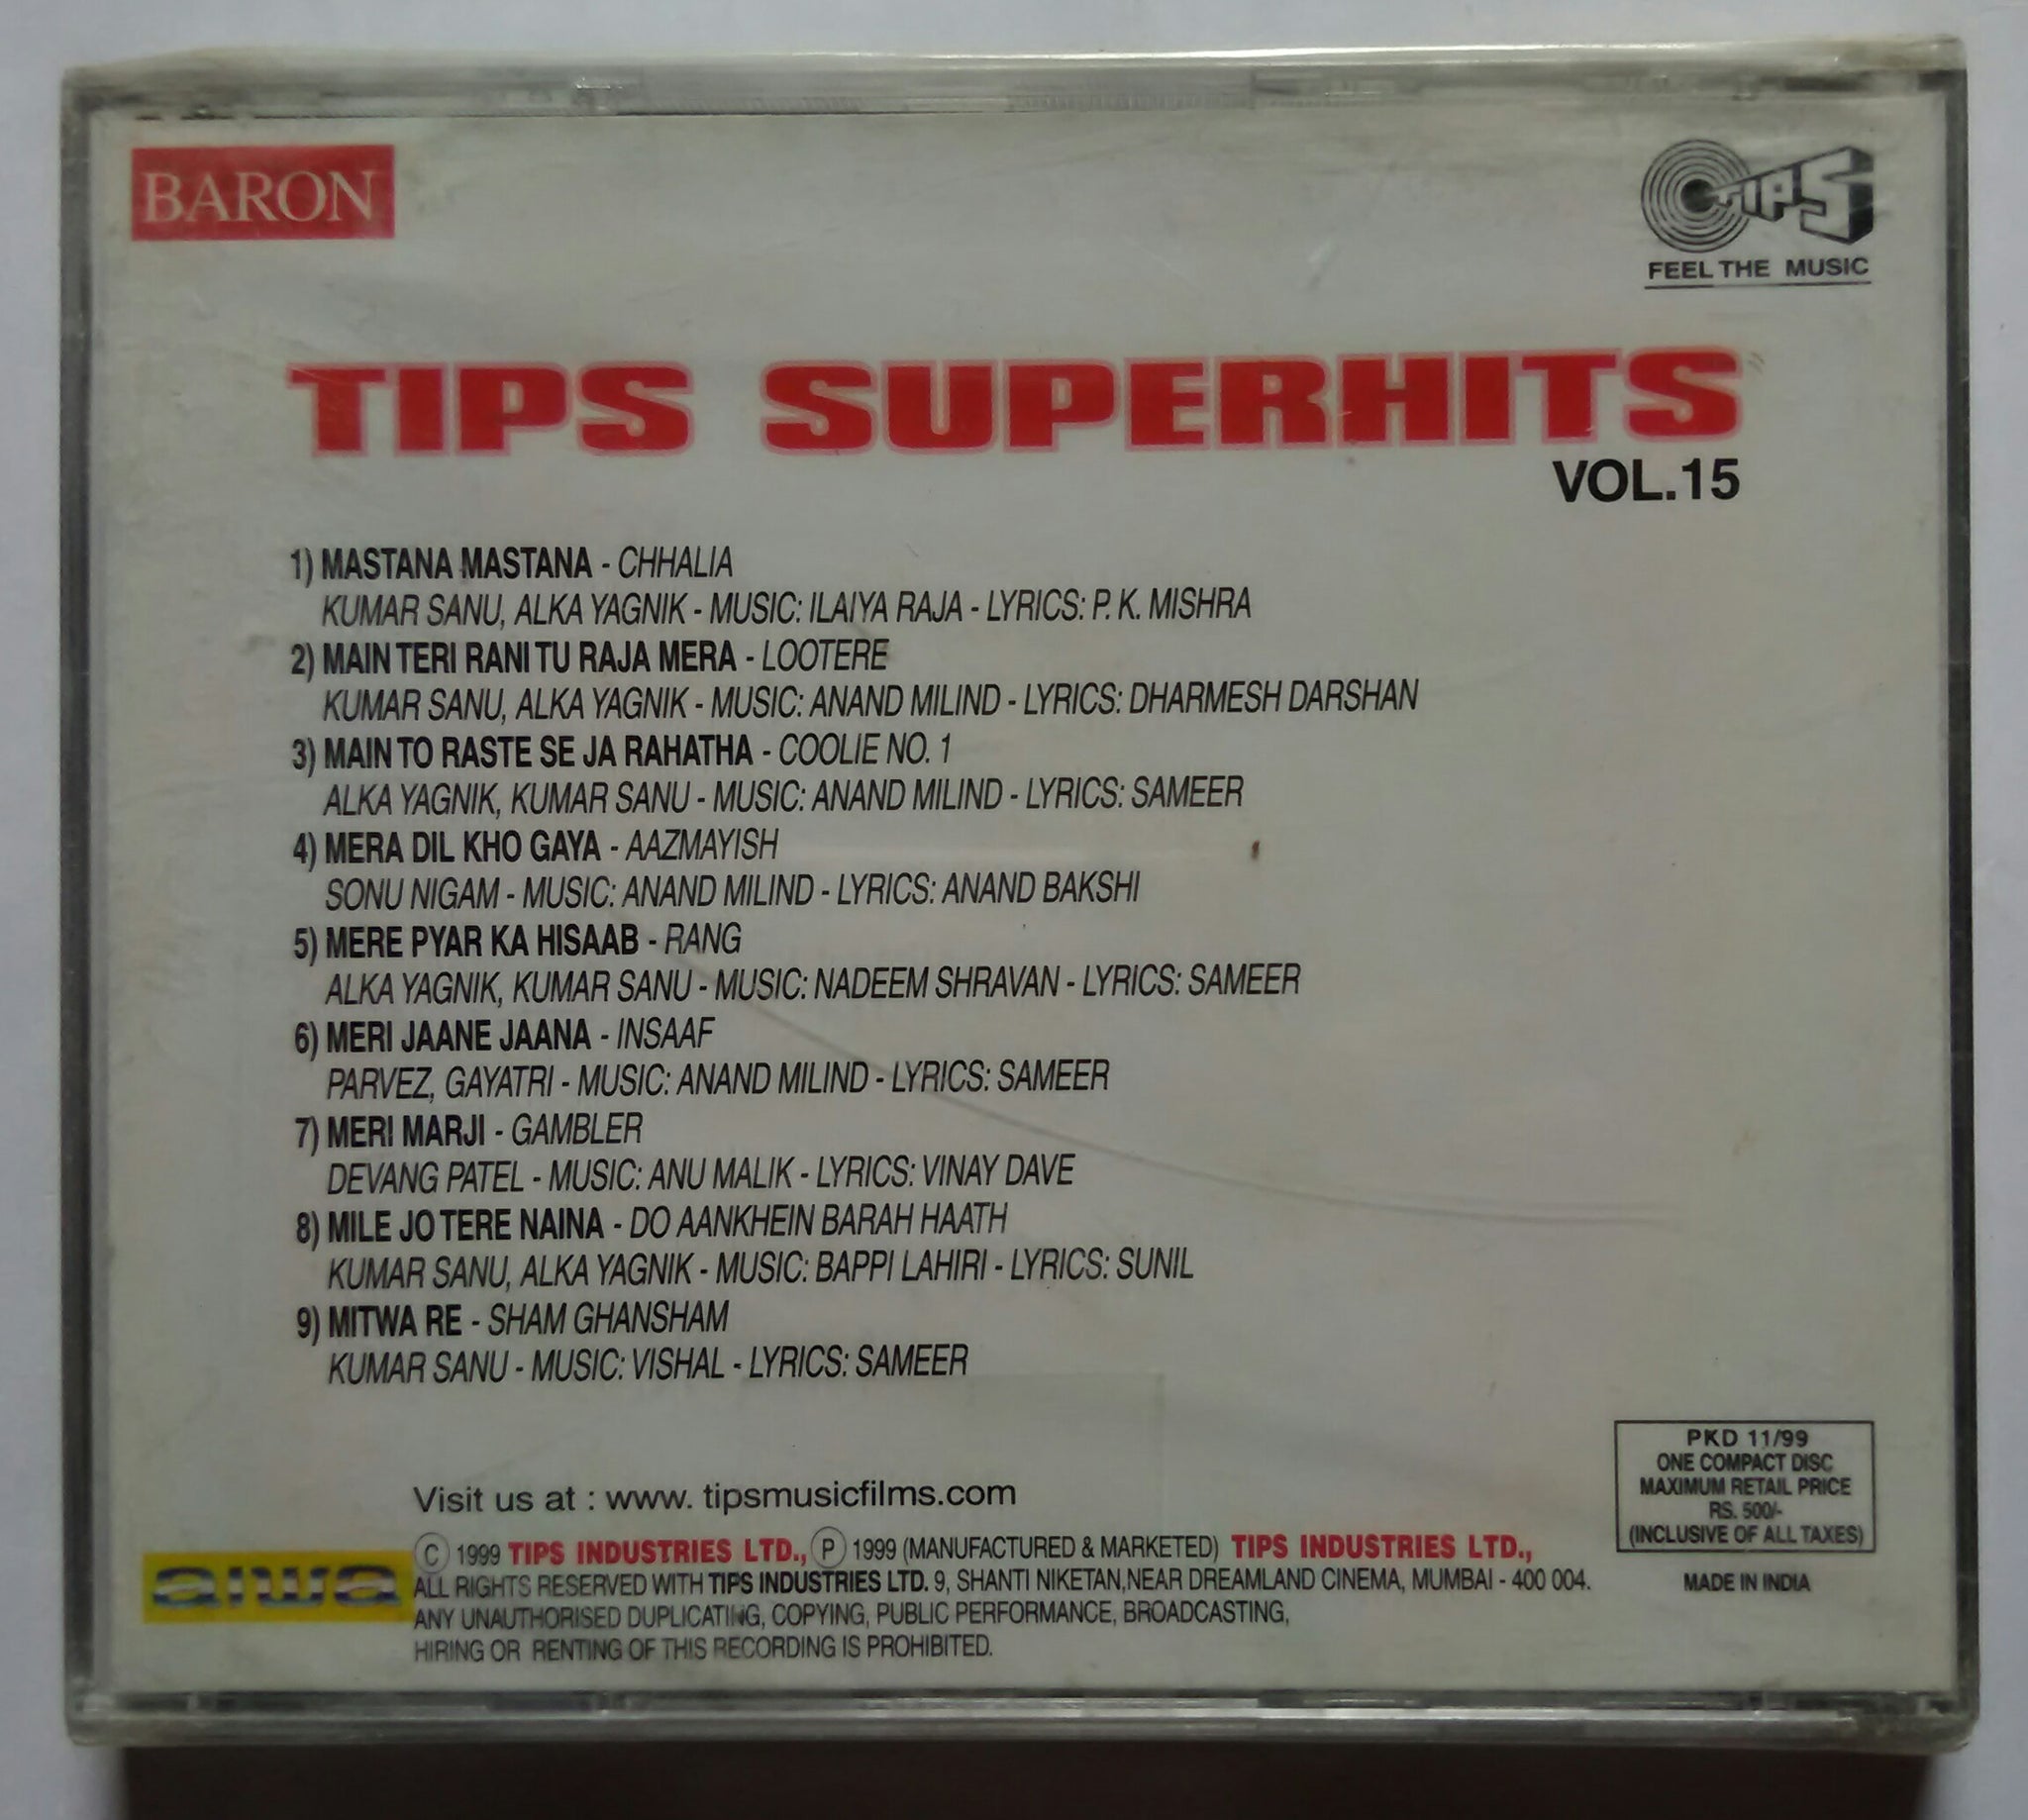 BARON
TIPS
FEEL THE MUSIC
TIPS SUPERHITS
VOL.15
1) MASTANA MASTANA - CHHALIA
KUMAR SANU, ALKA YAGNIK - MUSIC: ILAIYA RAJA - LYRICS: P. K. MISHRA
2) MAIN TERI RANI TU RAJA MERA - LOOTERE
KUMAR SANU, ALKA YAGNIK - MUSIC: ANAND MILIND - LYRICS: DHARMESH DARSHAN
3) MAIN TO RASTE SE JA RAHATHA - COOLIE NO. 1
ALKA YAGNIK, KUMAR SANU - MUSIC: ANAND MILIND - LYRICS: SAMEER
4) MERA DIL KHO GAYA - AAZMAYISH
SONU NIGAM - MUSIC: ANAND MILIND - LYRICS: ANAND BAKSHI
5) MERE PYAR KA HISAAB - RANG
ALKA YAGNIK, KUMAR SANU - MUSIC: NADEEM SHRAVAN - LYRICS: SAMEER
6) MERI JAANE JAANA - INSAAF
PARVEZ, GAYATRI - MUSIC: ANAND MILIND - LYRICS: SAMEER
7) MERI MARJI - GAMBLER
DEVANG PATEL - MUSIC: ANU MALIK - LYRICS: VINAY DAVE
8) MILE JO TERE NAINA - DO AANKHEIN BARAH HAATH
KUMAR SANU, ALKA YAGNIK - MUSIC: BAPPI LAHIRI - LYRICS: SUNIL
9) MITWA RE - SHAM GHANSHAM
KUMAR SANU - MUSIC: VISHAL - LYRICS: SAMEER
PKD 11/99
ONE COMPACT DISC
MAXIMUM RETAIL PRICE
RS. 500/-
(INCLUSIVE OF ALL TAXES)
MADE IN INDIA
Visit us at : www. tipsmusicfilms.com
aiwa
Ⓒ 1999 TIPS INDUSTRIES LTD., Ⓟ 1999 (MANUFACTURED & MARKETED) TIPS INDUSTRIES LTD.,
ALL RIGHTS RESERVED WITH TIPS INDUSTRIES LTD. 9, SHANTI NIKETAN,NEAR DREAMLAND CINEMA, MUMBAI - 400 004.
ANY UNAUTHORISED DUPLICATING, COPYING, PUBLIC PERFORMANCE, BROADCASTING,
HIRING OR RENTING OF THIS RECORDING IS PROHIBITED.